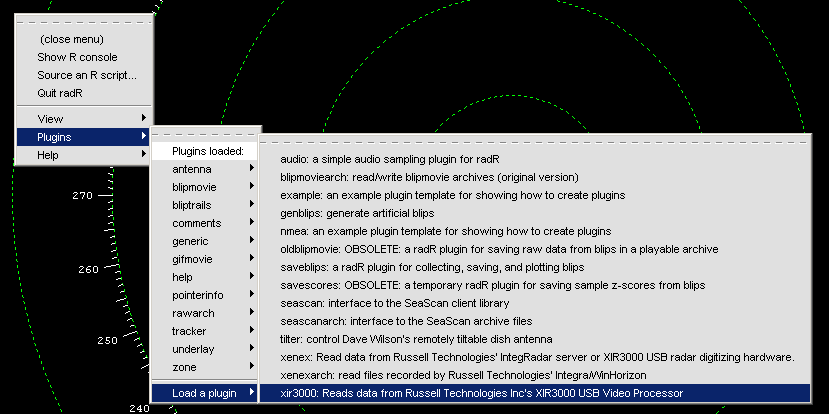 (close menu)
Show R console
Source an R script...
Quit radR
View
Plugins
Help
Plugins loaded:
antenna
blipmovie
bliptrails
comments
generic
gifmovie
help
pointerinfo
rawarch
tracker
underlay
zone
Load a plugin
audio: a simple audio sampling plugin for radR
blipmoviearch: read/write blipmovie archives (original version)
example: an example plugin template for showing how to create plugins
genblips: generate artificial blips
nmea: an example plugin template for showing how to create plugins
oldblipmovie: OBSOLETE: a radR plugin for saving raw data from blips in a playable archive
saveblips: a radR plugin for collecting, saving, and plotting blips
savescores: OBSOLETE: a temporary radR plugin for saving sample z-scores from blips
seascan: interface to the SeaScan client library
seascanarch: interface to the SeaScan archive files
tilter: control Dave Wilson's remotely tiltable dish antenna
xenex: Read data from Russell Technologies' IntegRadar server or XIR3000 USB radar digitizing hardware.
xenexarch: read files recorded by Russell Technologies' Integra/WinHorizon
xir3000: Reads data from Russell Technologies Inc's XIR3000 USB Video Processor
270
260
250
240